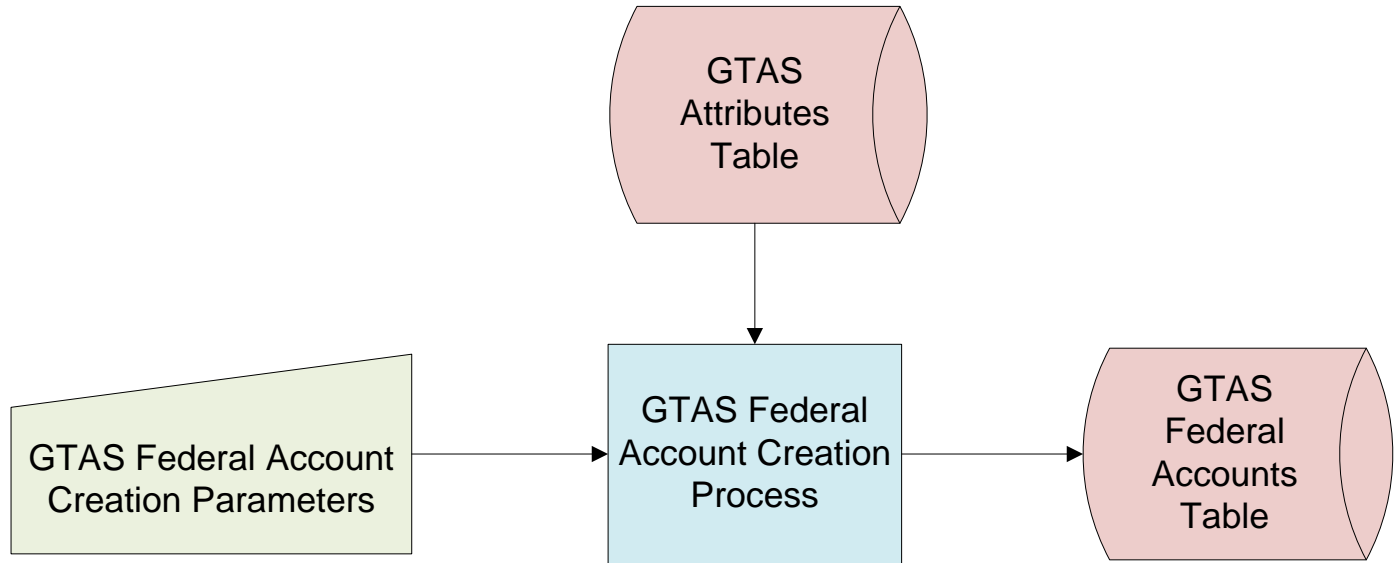 GTAS
Attributes
Table
GTAS Federal Account
Creation Parameters
GTAS Federal
Account Creation
Process
GTAS
Federal
Accounts
Table